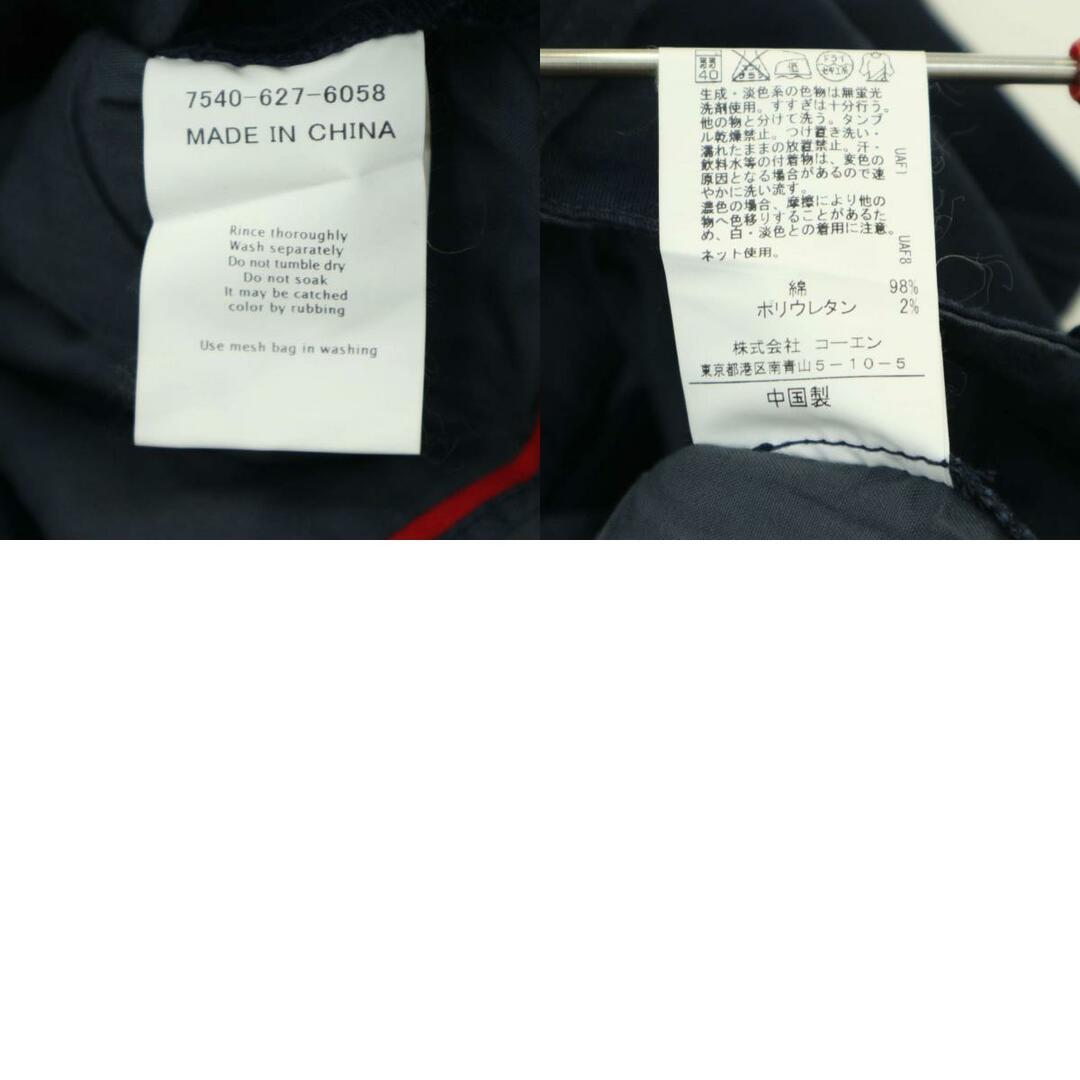 7540-627-6058
MADE IN CHINA
Rince thoroughly
Wash separately
Do not tumble dry
Do not soak
It may be catched
color by rubbing
Use mesh bag in washing
40
低
ドライ
生成・淡色系の色物は無蛍光
洗剤使用。すすぎは十分行う。
他の物と分けて洗う。タンブ
ル乾燥禁止。つけ置き洗い・
濡れたままの放置禁止。汗・
飲料水等の付着物は、変色の
原因となる場合があるので速
やかに洗い流す。
濃色の場合、摩擦により他の
物へ色移りすることがあるた
め、白・淡色との着用に注意。
ネット使用。
UAF1
UAF8
綿 98%
ポリウレタン 2%
株式会社 コーエン
東京都港区南青山5-10-5
中国製